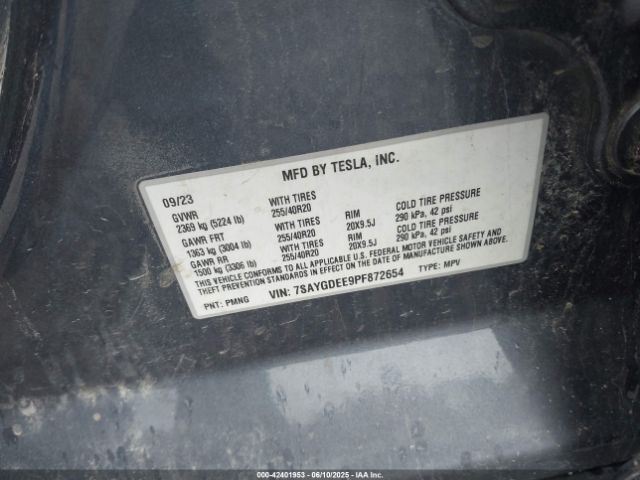 MFD BY TESLA, INC.
09/23
GVWR WITH TIRES
2369 kg (5224 lb) 255/40R20 RIM COLD TIRE PRESSURE
GAWR FRT WITH TIRES 20X9.5J 290 kPa, 42 psi
1363 kg (3004 lb) 255/40R20 RIM COLD TIRE PRESSURE
GAWR RR WITH TIRES 20X9.5J 290 kPa, 42 psi
1500 kg (3306 lb) 255/40R20
THIS VEHICLE CONFORMS TO ALL APPLICABLE U.S. FEDERAL MOTOR VEHICLE SAFETY AND
THEFT PREVENTION STANDARDS IN EFFECT ON THE DATE OF MANUFACTURE SHOWN ABOVE.
PNT: PMNG VIN: 7SAYGDEE9PF872654 TYPE: MPV
000-42401953 - 06/10/2025 - IAAI.COM